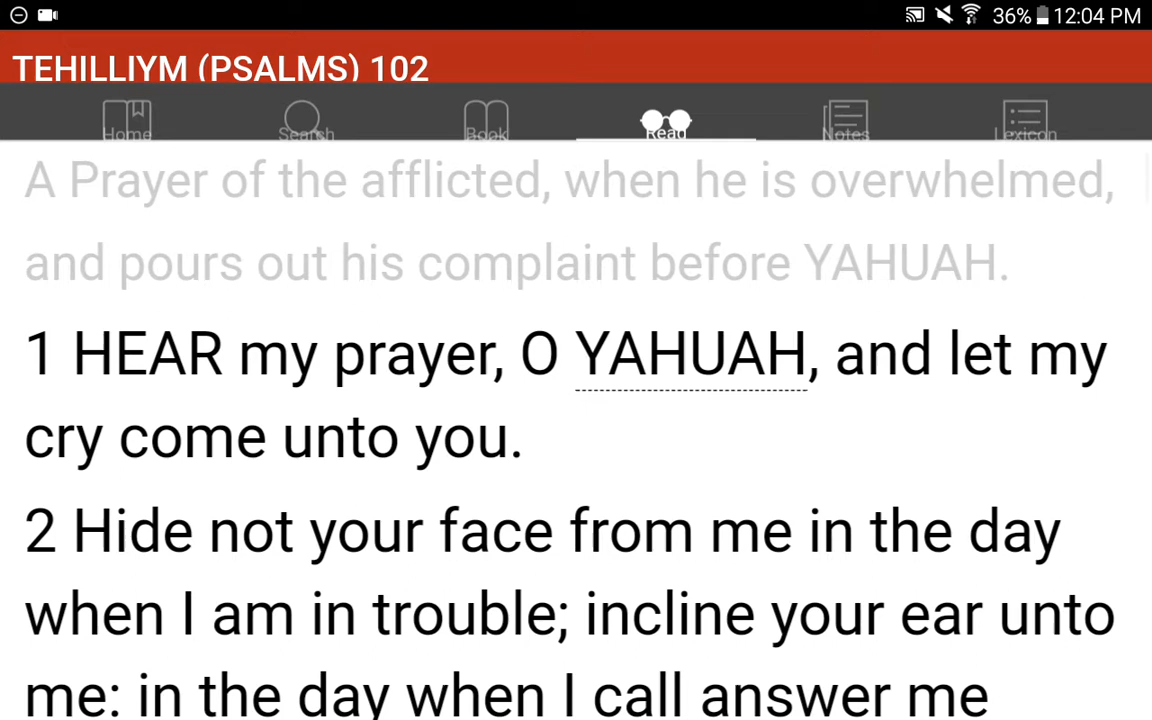 36% 12:04 PM
TEHILLIYM (PSALMS) 102
Home Search Book Read Notes Lexicon
A Prayer of the afflicted, when he is overwhelmed,
and pours out his complaint before YAHUAH.
1 HEAR my prayer, O YAHUAH, and let my
cry come unto you.
2 Hide not your face from me in the day
when I am in trouble; incline your ear unto
me: in the day when I call answer me